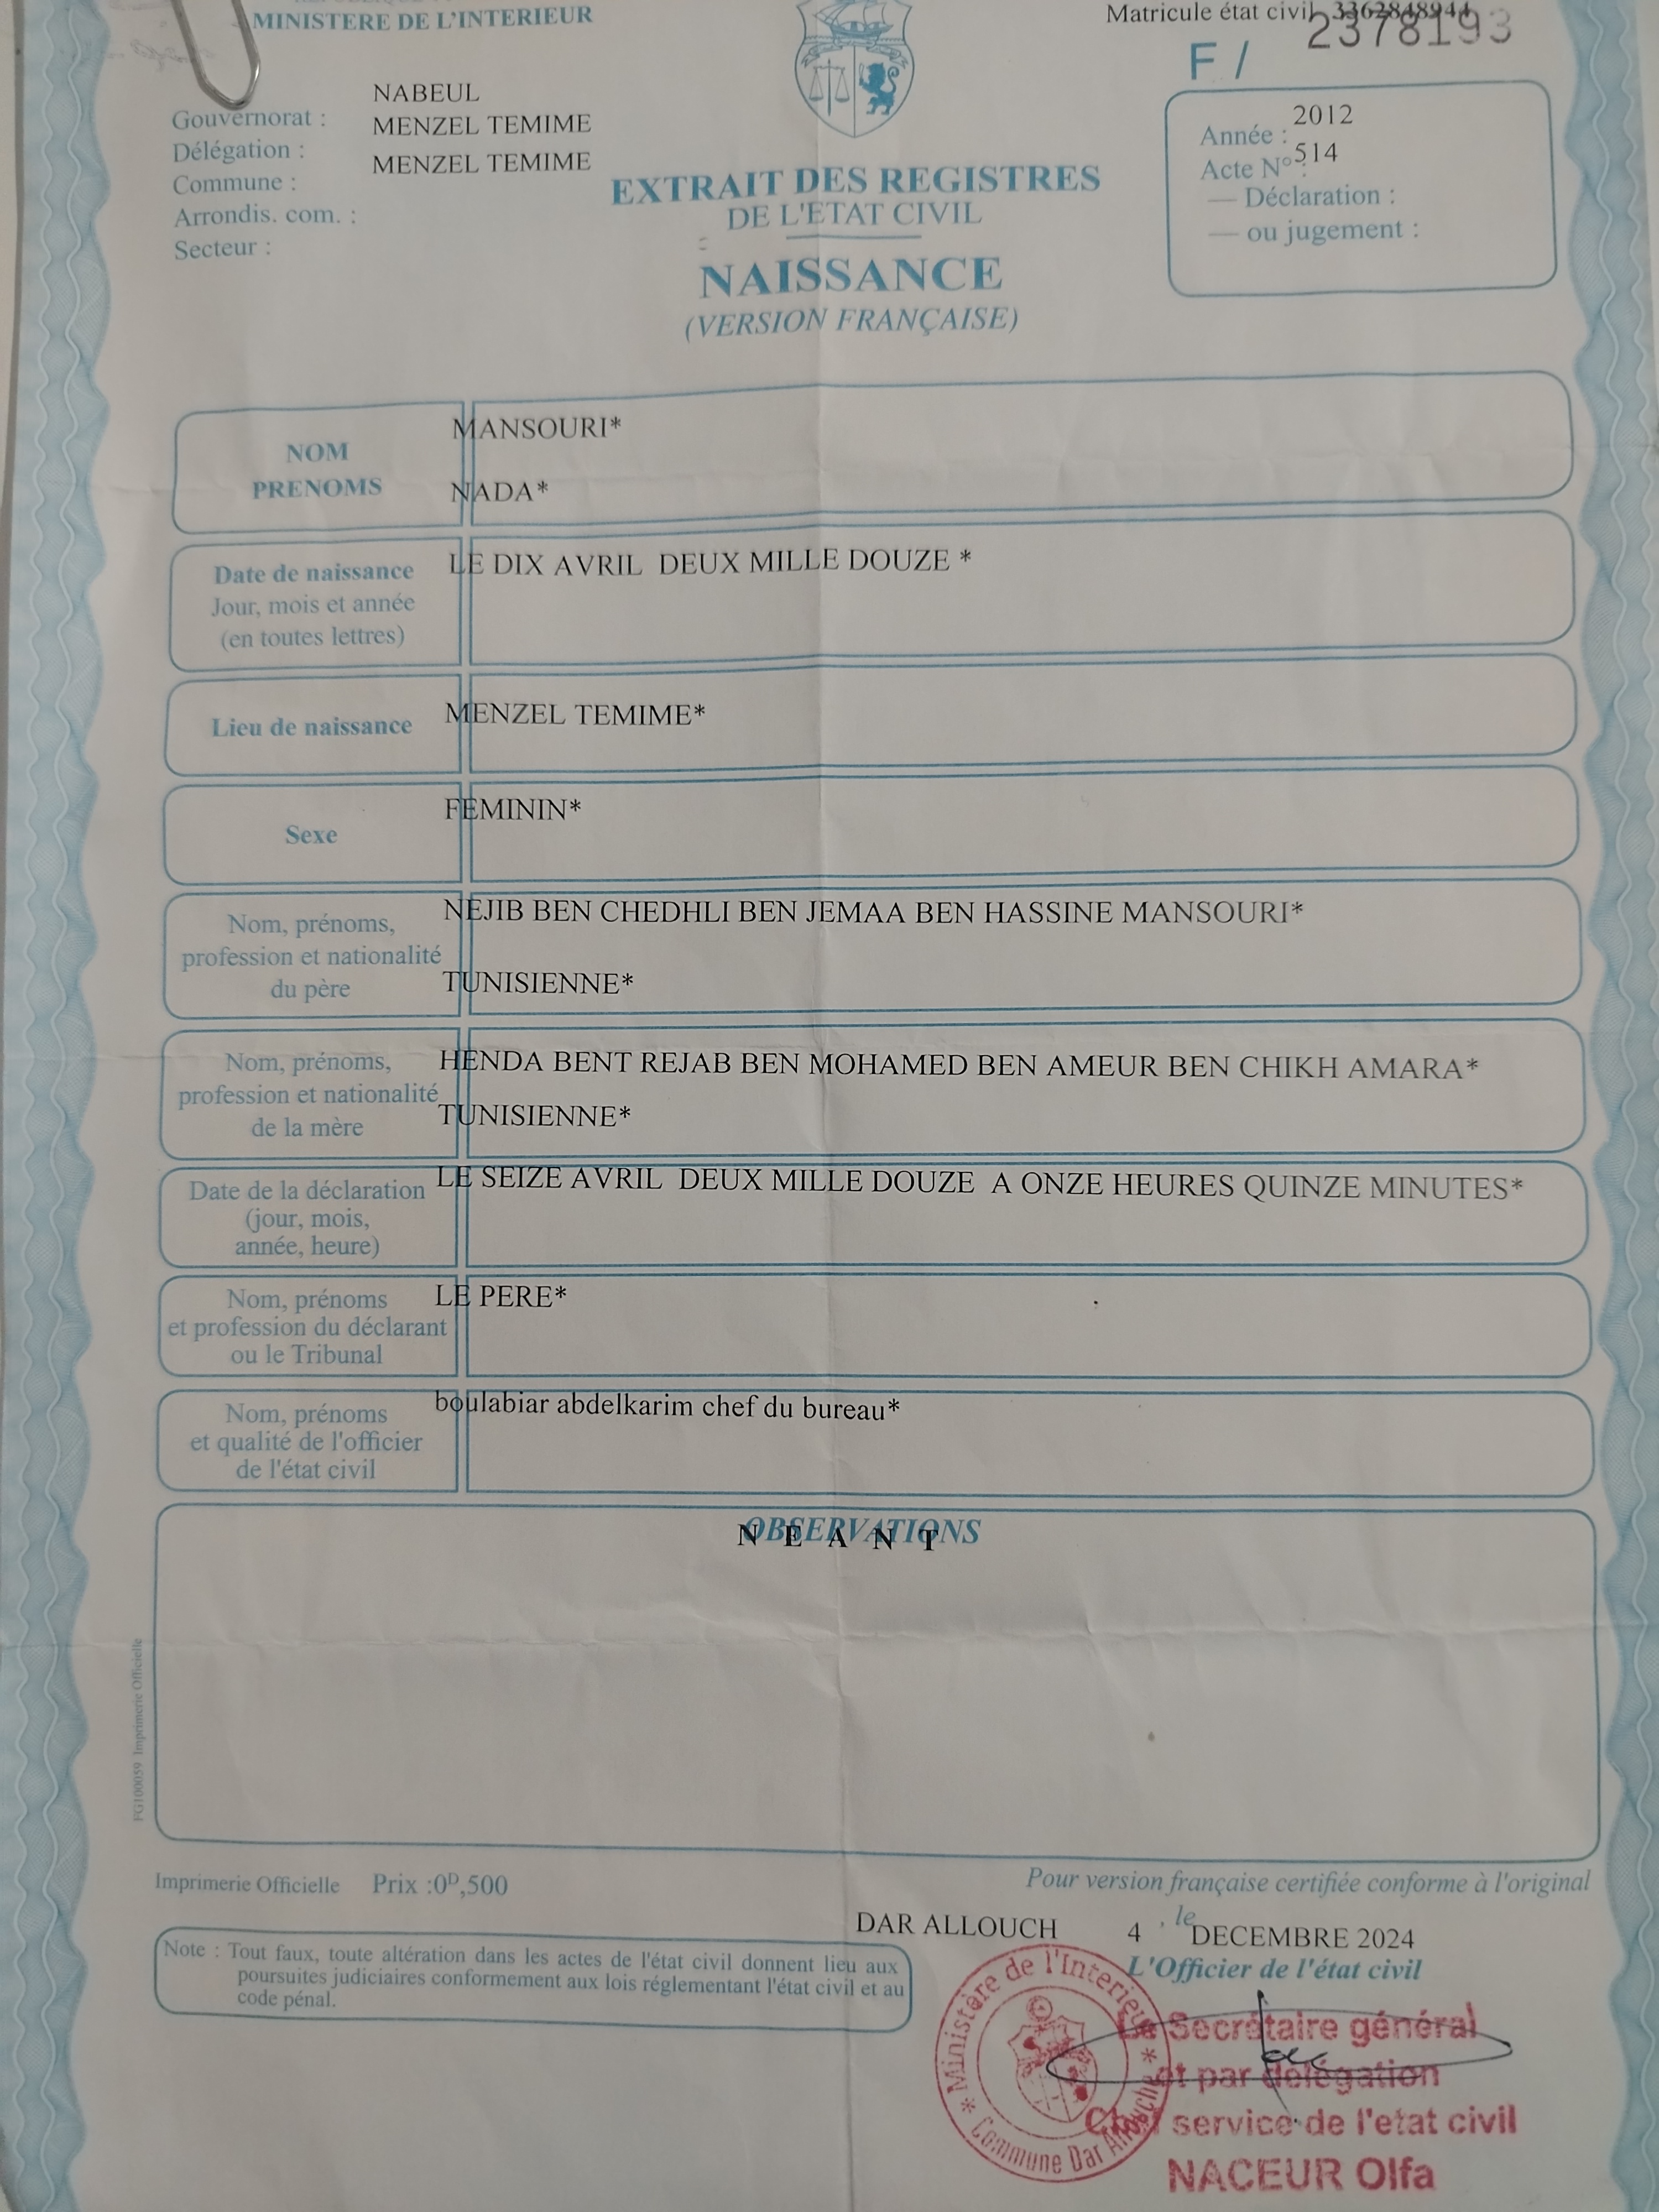 MINISTERE DE L'INTERIEUR
Matricule état civil 3362848944
2378193
F /
NABEUL
Gouvernorat :
MENZEL TEMIME
Délégation :
MENZEL TEMIME
Commune :
Arrondis. com. :
Secteur :
EXTRAIT DES REGISTRES
DE L'ETAT CIVIL
NAISSANCE
(VERSION FRANÇAISE)
2012
Année :
514
Acte N° :
— Déclaration :
— ou jugement :
NOM
MANSOURI*
PRENOMS
NADA*
Date de naissance
LE DIX AVRIL DEUX MILLE DOUZE *
Jour, mois et année
(en toutes lettres)
Lieu de naissance
MENZEL TEMIME*
Sexe
FEMININ*
Nom, prénoms,
profession et nationalité
du père
NEJIB BEN CHEDHLI BEN JEMAA BEN HASSINE MANSOURI*
TUNISIENNE*
Nom, prénoms,
profession et nationalité
de la mère
HENDA BENT REJAB BEN MOHAMED BEN AMEUR BEN CHIKH AMARA*
TUNISIENNE*
Date de la déclaration
(jour, mois,
année, heure)
LE SEIZE AVRIL DEUX MILLE DOUZE A ONZE HEURES QUINZE MINUTES*
Nom, prénoms
et profession du déclarant
ou le Tribunal
LE PERE*
Nom, prénoms
et qualité de l'officier
de l'état civil
boulabiar abdelkarim chef du bureau*
OBSERVATIONS
N E A N T
FG100059 Imprimerie Officielle
Imprimerie Officielle Prix :0ᴰ,500
Pour version française certifiée conforme à l'original
DAR ALLOUCH 4 , le DECEMBRE 2024
L'Officier de l'état civil
Note : Tout faux, toute altération dans les actes de l'état civil donnent lieu aux
poursuites judiciaires conformement aux lois réglementant l'état civil et au
code pénal.
* Ministère de l'Interieur *
Commune Dar Allouche
Le Secrétaire général
et par délégation
Chef service de l'etat civil
NACEUR Olfa